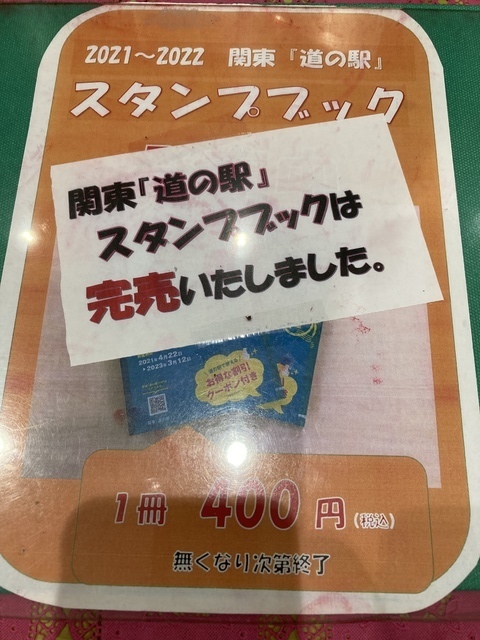 2021～2022 関東『道の駅』
スタンプブック
関東『道の駅』
スタンプブックは
完売いたしました。
2021年4月22日
2023年3月12日
お得な割引
クーポン付き
1冊 400円(税込)
無くなり次第終了